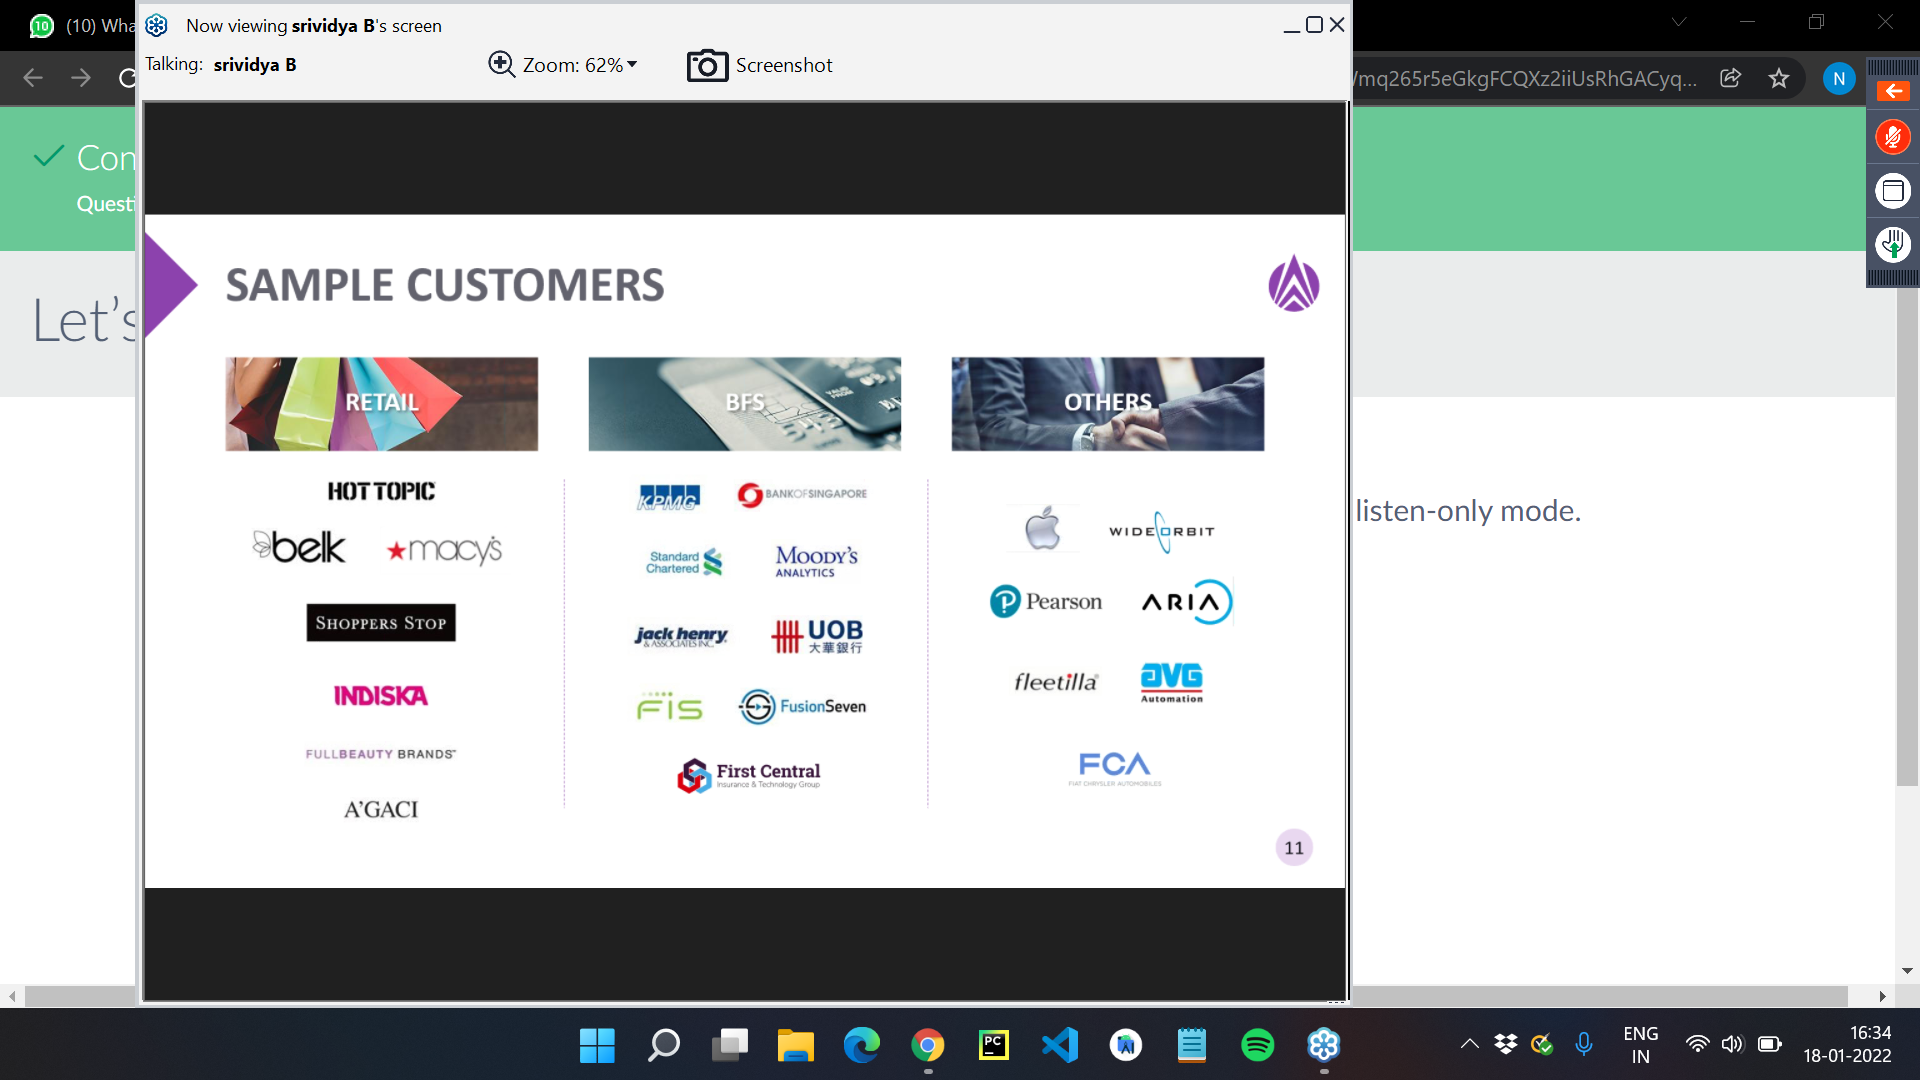 (10) Wha
Now viewing srividya B's screen
Talking: srividya B
Zoom: 62%
Screenshot
/mq265r5eGkgFCQXz2iiUsRhGACyq...
N
Con
Questi
Let's
listen-only mode.
SAMPLE CUSTOMERS
RETAIL
BFS
OTHERS
HOT TOPIC
belk
macy's
SHOPPERS STOP
INDISKA
FULLBEAUTY BRANDS
A'GACI
KPMG
BANK OF SINGAPORE
Standard
Chartered
MOODY'S
ANALYTICS
jack henry
& ASSOCIATES INC.
UOB
大華銀行
FIS
FusionSeven
First Central
Insurance & Technology Group
WIDEORBIT
Pearson
ARIA
fleetilla
AVG
Automation
FCA
FIAT CHRYSLER AUTOMOBILES
11
ENG
IN
16:34
18-01-2022